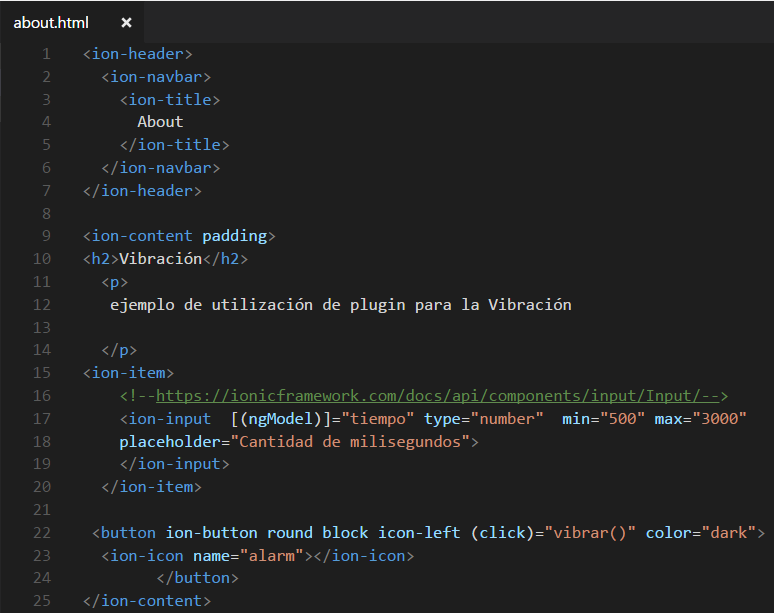 about.html ×
1 <ion-header>
2 <ion-navbar>
3 <ion-title>
4 About
5 </ion-title>
6 </ion-navbar>
7 </ion-header>
8
9 <ion-content padding>
10 <h2>Vibración</h2>
11 <p>
12 ejemplo de utilización de plugin para la Vibración
13
14 </p>
15 <ion-item>
16 <!--https://ionicframework.com/docs/api/components/input/Input/-->
17 <ion-input  [(ngModel)]="tiempo" type="number"  min="500" max="3000"
18 placeholder="Cantidad de milisegundos">
19 </ion-input>
20 </ion-item>
21
22 <button ion-button round block icon-left (click)="vibrar()" color="dark">
23 <ion-icon name="alarm"></ion-icon>
24 </button>
25 </ion-content>